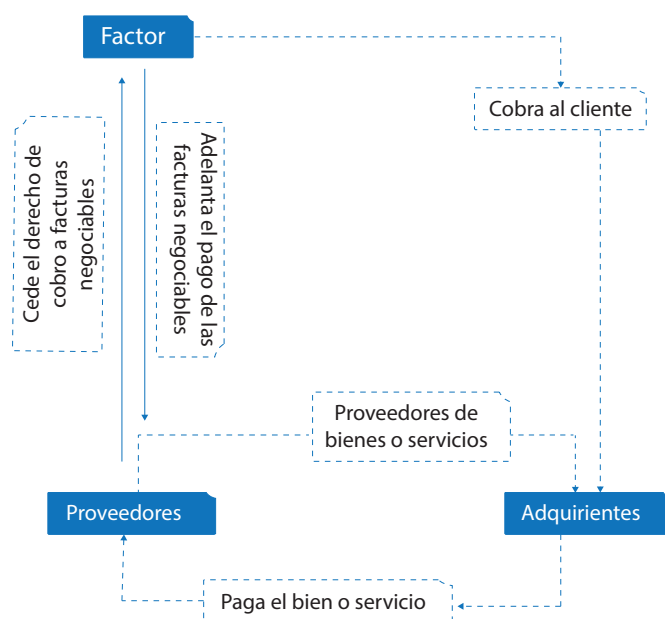 Factor
Cobra al cliente
Cede el derecho de
cobro a facturas
negociables
Adelanta el pago de las
facturas negociables
Proveedores de
bienes o servicios
Proveedores
Adquirientes
Paga el bien o servicio